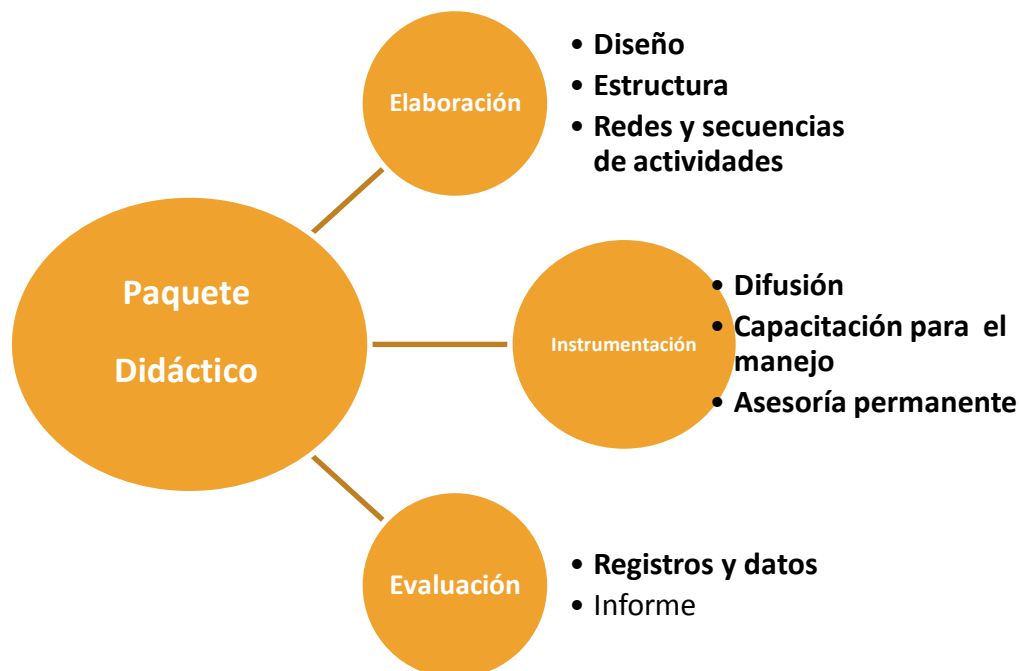 Paquete
Didáctico
Elaboración
• Diseño
• Estructura
• Redes y secuencias
de actividades
Instrumentación
• Difusión
• Capacitación para  el
manejo
• Asesoría permanente
Evaluación
• Registros y datos
• Informe